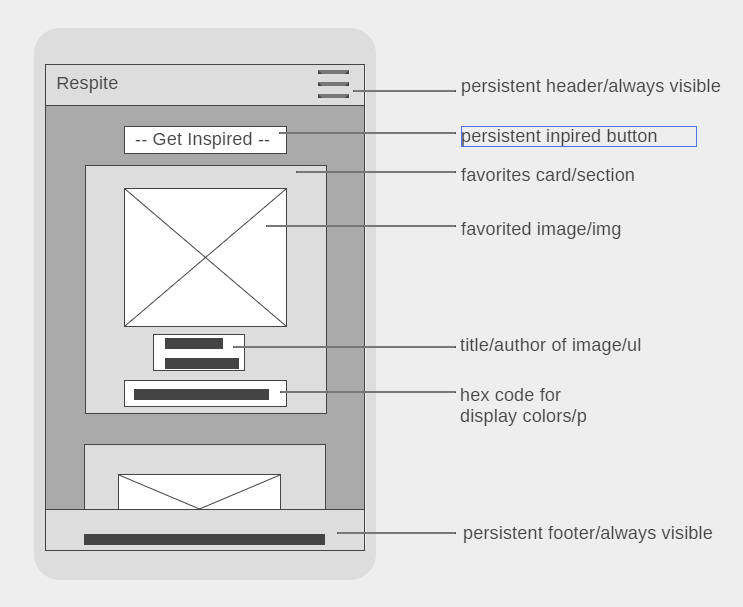 Respite
persistent header/always visible
-- Get Inspired --
persistent inpired button
favorites card/section
favorited image/img
title/author of image/ul
hex code for
display colors/p
persistent footer/always visible